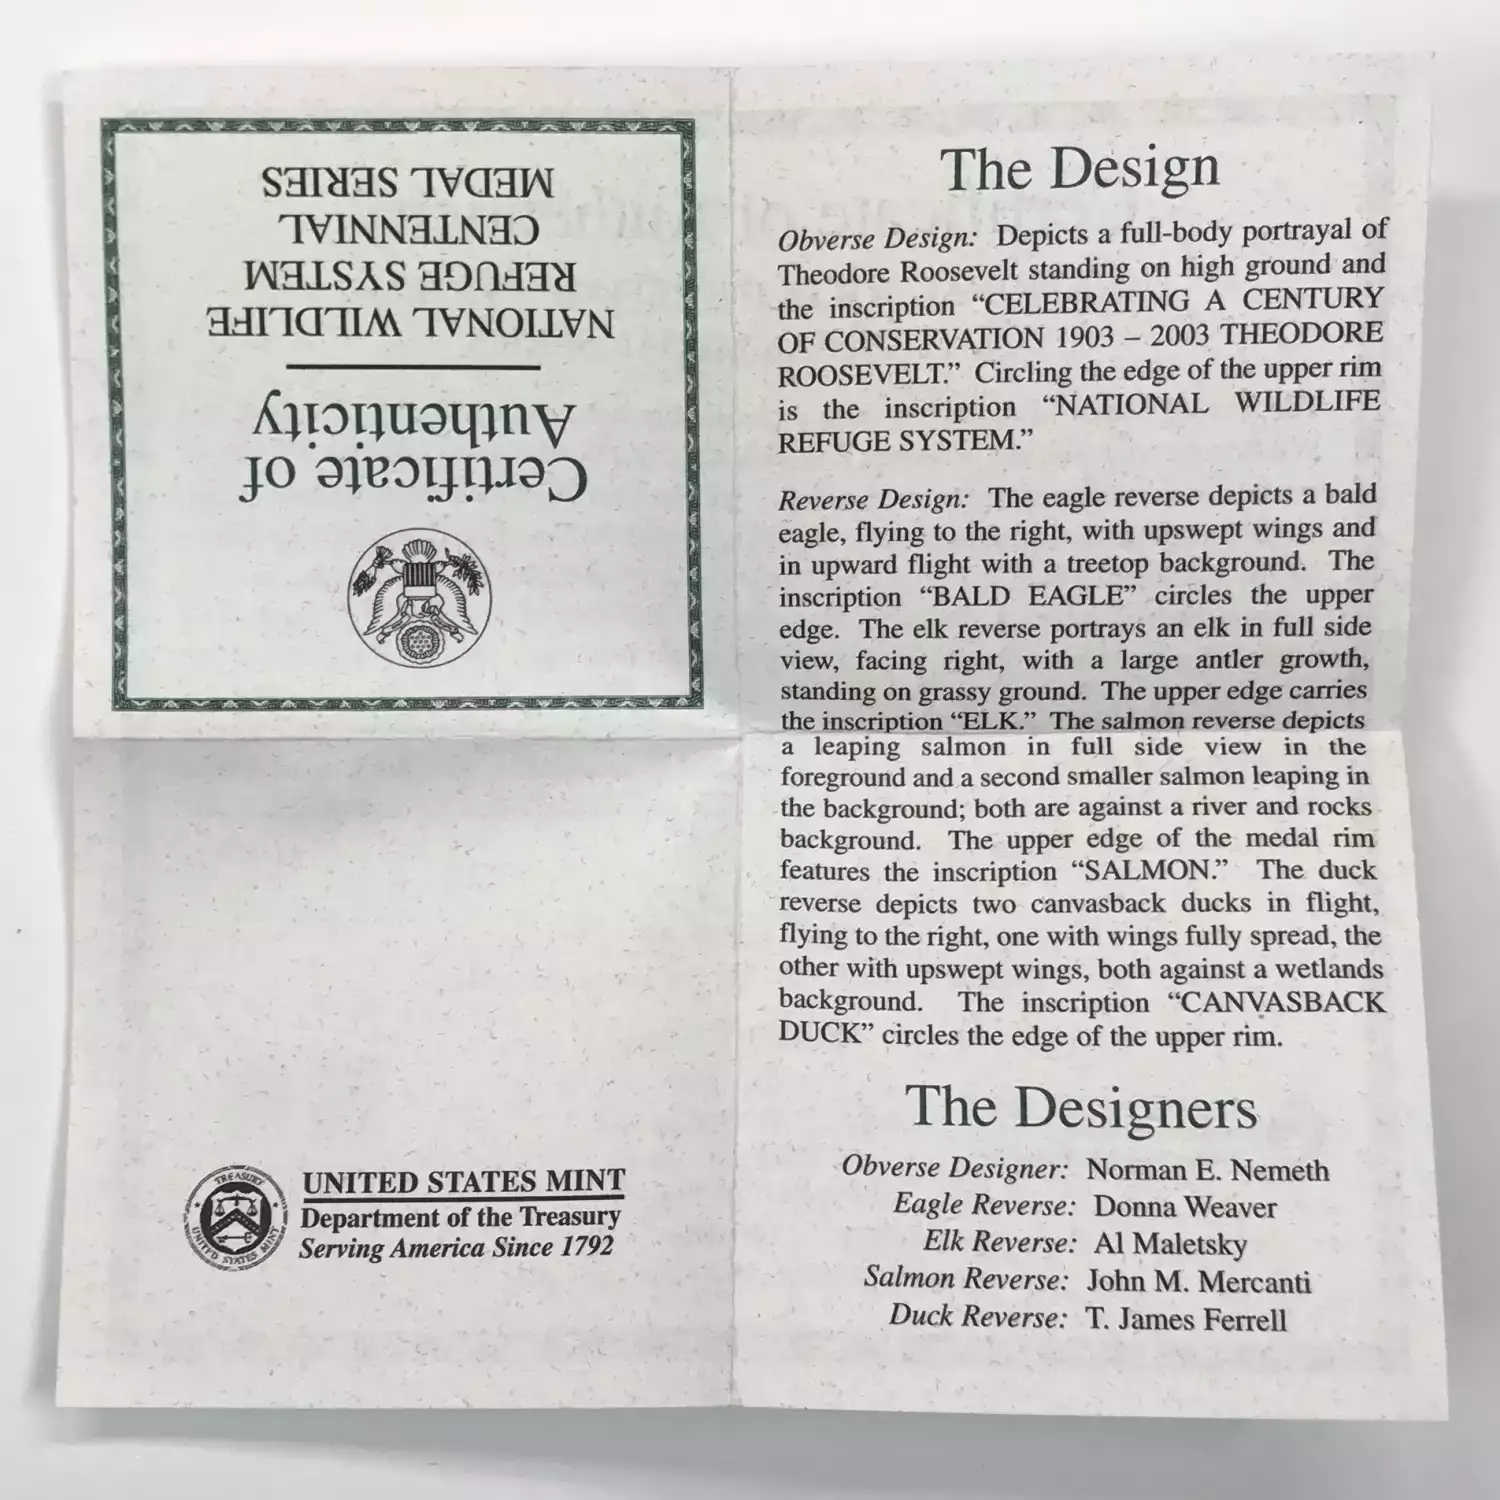 Certificate of
Authenticity
NATIONAL WILDLIFE
REFUGE SYSTEM
CENTENNIAL
MEDAL SERIES
The Design
Obverse Design: Depicts a full-body portrayal of
Theodore Roosevelt standing on high ground and
the inscription “CELEBRATING A CENTURY
OF CONSERVATION 1903 – 2003 THEODORE
ROOSEVELT.” Circling the edge of the upper rim
is the inscription “NATIONAL WILDLIFE
REFUGE SYSTEM.”
Reverse Design: The eagle reverse depicts a bald
eagle, flying to the right, with upswept wings and
in upward flight with a treetop background. The
inscription “BALD EAGLE” circles the upper
edge. The elk reverse portrays an elk in full side
view, facing right, with a large antler growth,
standing on grassy ground. The upper edge carries
the inscription “ELK.” The salmon reverse depicts
a leaping salmon in full side view in the
foreground and a second smaller salmon leaping in
the background; both are against a river and rocks
background. The upper edge of the medal rim
features the inscription “SALMON.” The duck
reverse depicts two canvasback ducks in flight,
flying to the right, one with wings fully spread, the
other with upswept wings, both against a wetlands
background. The inscription “CANVASBACK
DUCK” circles the edge of the upper rim.
The Designers
Obverse Designer: Norman E. Nemeth
Eagle Reverse: Donna Weaver
Elk Reverse: Al Maletsky
Salmon Reverse: John M. Mercanti
Duck Reverse: T. James Ferrell
TREASURY
UNITED STATES MINT
UNITED STATES MINT
Department of the Treasury
Serving America Since 1792